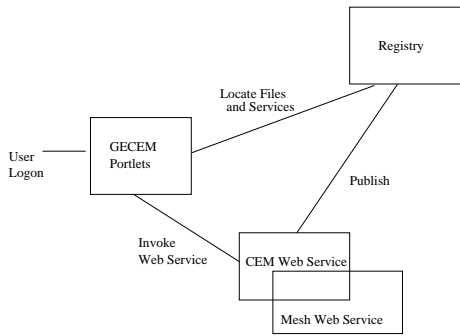 Registry
Locate Files
and Services
GECEM
Portlets
User
Logon
Publish
Invoke
Web Service
CEM Web Service
Mesh Web Service